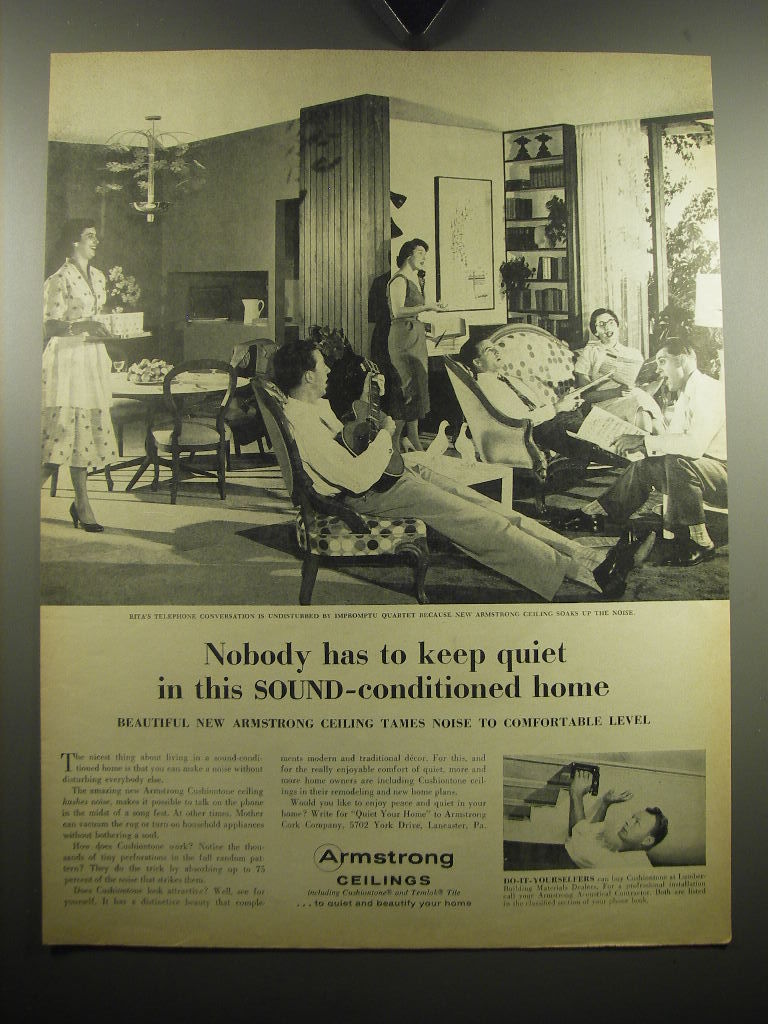 RITA'S TELEPHONE CONVERSATION IS UNDISTURBED BY IMPROMPTU QUARTET BECAUSE NEW ARMSTRONG CEILING SOAKS UP THE NOISE.
Nobody has to keep quiet
in this SOUND-conditioned home
BEAUTIFUL NEW ARMSTRONG CEILING TAMES NOISE TO COMFORTABLE LEVEL
The nicest thing about living in a sound-condi-
tioned home is that you can make a noise without
disturbing everybody else.
The amazing new Armstrong Cushiontone ceiling
hushes noise, makes it possible to talk on the phone
in the midst of a song fest. At other times, Mother
can vacuum the rug or turn on household appliances
without bothering a soul.
How does Cushiontone work? Notice the thou-
sands of tiny perforations in the full random pat-
tern? They do the trick by absorbing up to 75
percent of the noise that strikes them.
Does Cushiontone look attractive? Well, see for
yourself. It has a distinctive beauty that comple-
ments modern and traditional décor. For this, and
for the really enjoyable comfort of quiet, more and
more home owners are including Cushiontone ceil-
ings in their remodeling and new home plans.
Would you like to enjoy peace and quiet in your
home? Write for "Quiet Your Home" to Armstrong
Cork Company, 5702 York Drive, Lancaster, Pa.
Armstrong
CEILINGS
including Cushiontone® and Temlok® Tile
... to quiet and beautify your home
DO-IT-YOURSELFERS can buy Cushiontone at Lumber-
Building Materials Dealers. For a professional installation
call your Armstrong Acoustical Contractor. Both are listed
in the classified section of your phone book.